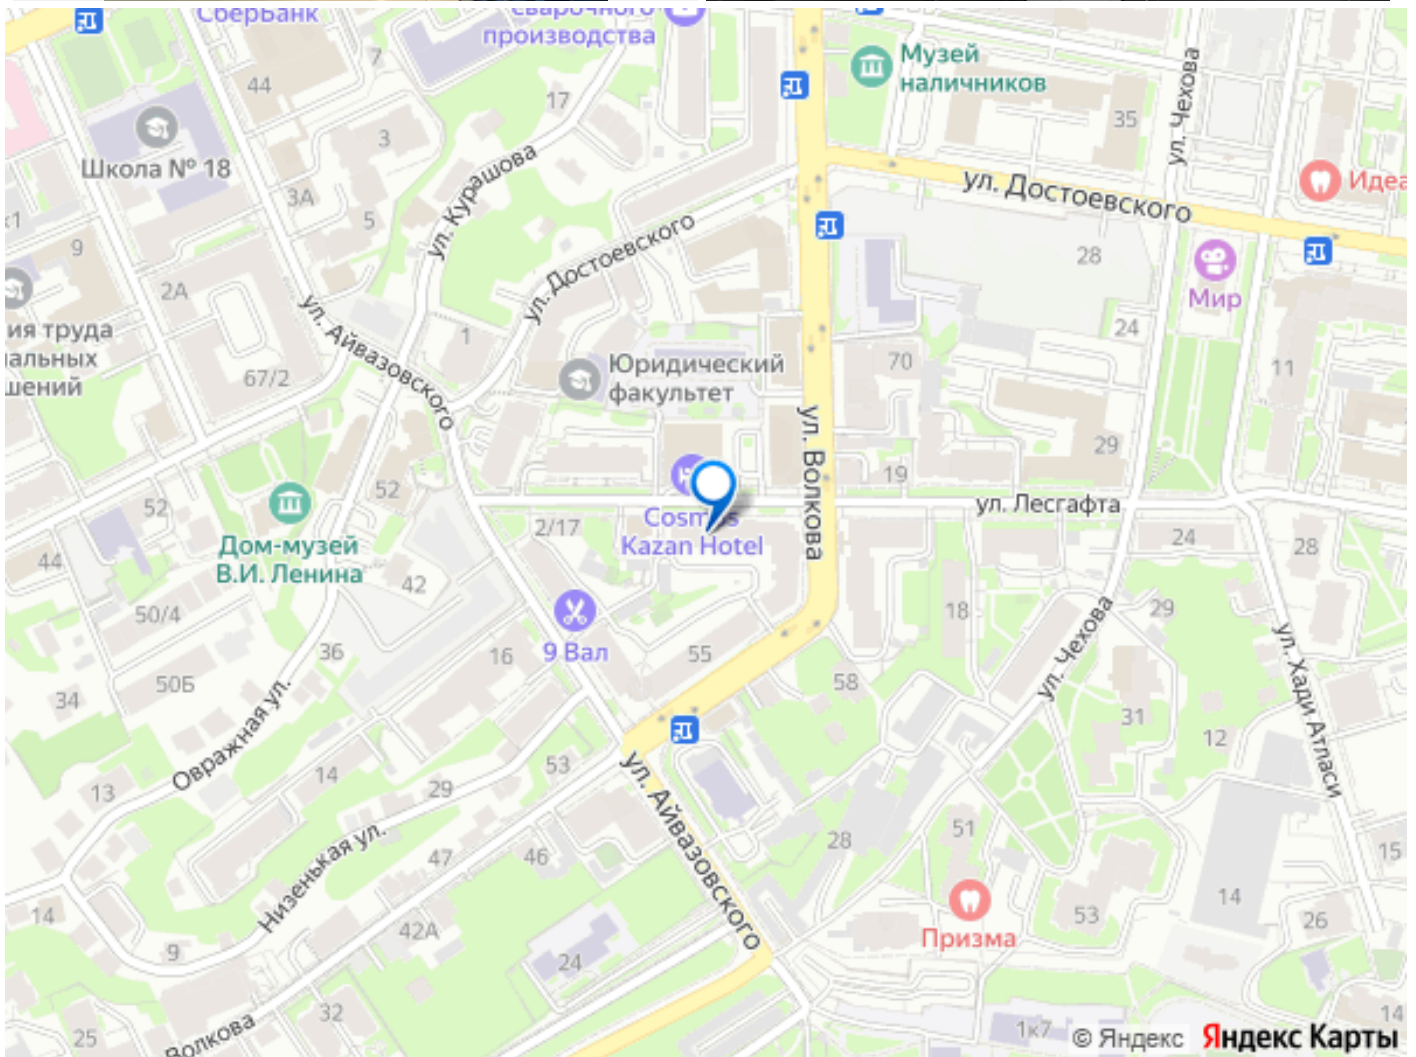 СберБанк
сварочного
производства
Музей
наличников
44
7
17
3
35
ул. Чехова
Школа № 18
ул. Курашова
ул. Достоевского
Идеа
3А
5
к1
9
2А
ул. Достоевского
28
Мир
ия труда
альных
шений
ул. Айвазовского
1
24
67/2
Юридический
факультет
70
11
ул. Волкова
29
52
52
19
ул. Лесгафта
Cosmos
Kazan Hotel
2/17
24
28
Дом-музей
В.И. Ленина
44
42
50/4
18
29
9 Вал
ул. Чехова
ул. Хади Атласи
36
16
55
50Б
34
58
31
12
Овражная ул.
14
53
13
29
ул. Айвазовского
28
51
15
Низенькая ул.
47
46
14
14
42А
53
26
Призма
9
24
32
25
Волкова
1к7
14
© Яндекс Яндекс Карты